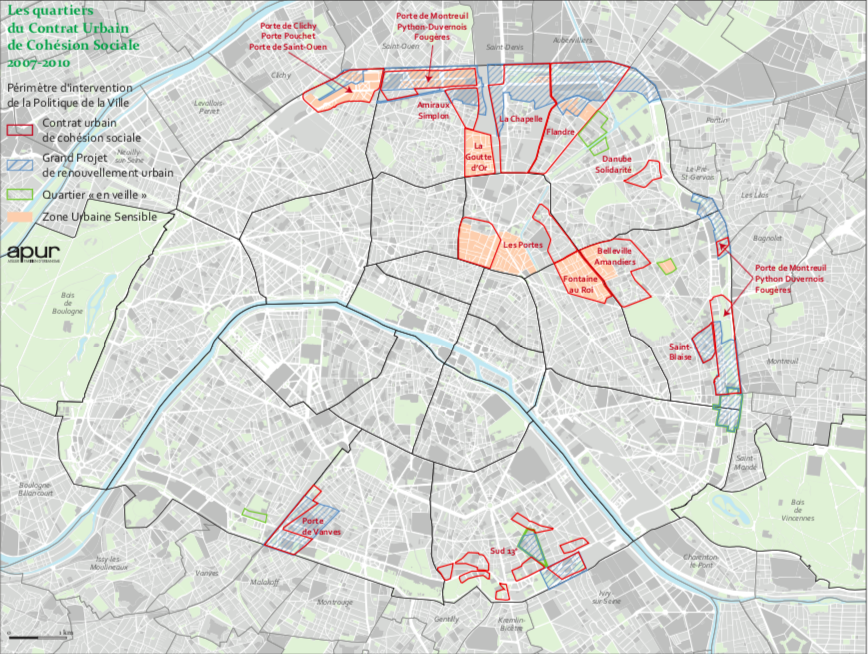 Les quartiers
du Contrat Urbain
de Cohésion Sociale
2007-2010
Périmètre d'intervention
de la Politique de la Ville
Contrat urbain
de cohésion sociale
Grand Projet
de renouvellement urbain
Quartier « en veille »
Zone Urbaine Sensible
apur
Porte de Clichy
Porte Pouchet
Porte de Saint-Ouen
Porte de Montreuil
Python-Duvernois
Fougères
Saint-Ouen
Saint-Denis
Aubervilliers
Clichy
Levallois-
Perret
Neuilly-
sur-Seine
Amiraux
Simplon
La Chapelle
Flandre
La
Goutte
d'Or
Danube
Solidarité
Pantin
Le-Pré-
St-Gervais
Les Lilas
Bagnolet
Les Portes
Belleville
Amandiers
Fontaine
au Roi
Porte de Montreuil
Python Duvernois
Fougères
Saint-
Blaise
Montreuil
Bois
de
Boulogne
Saint-
Mandé
Bois
de
Vincennes
Boulogne-
Billancourt
Porte
de Vanves
Sud 13e
Issy-les-
Moulineaux
Vanves
Malakoff
Montrouge
Gentilly
Kremlin-
Bicêtre
Ivry
sur-Seine
Charenton-
le-Pont
0 1 km